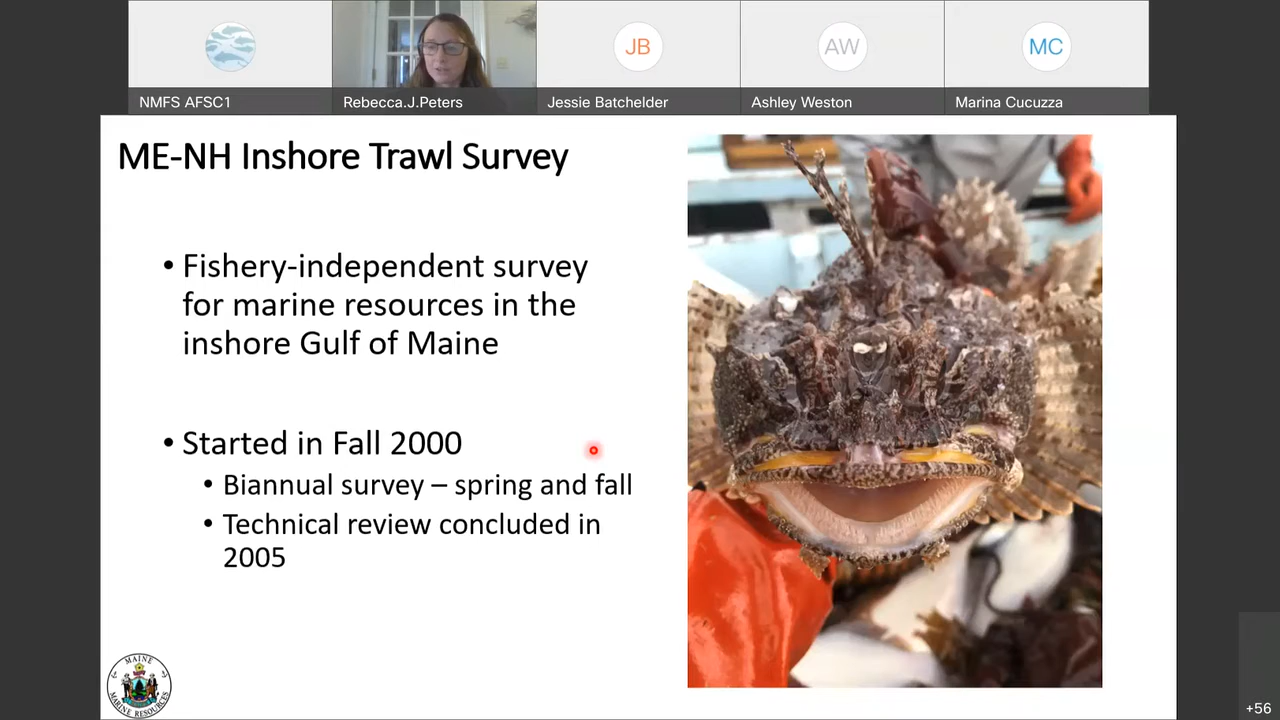 JB
AW
MC
NMFS AFSC1
Rebecca.J.Peters
Jessie Batchelder
Ashley Weston
Marina Cucuzza
ME-NH Inshore Trawl Survey
• Fishery-independent survey
for marine resources in the
inshore Gulf of Maine
• Started in Fall 2000
• Biannual survey – spring and fall
• Technical review concluded in
2005
MAINE
MARINE RESOURCES
+56